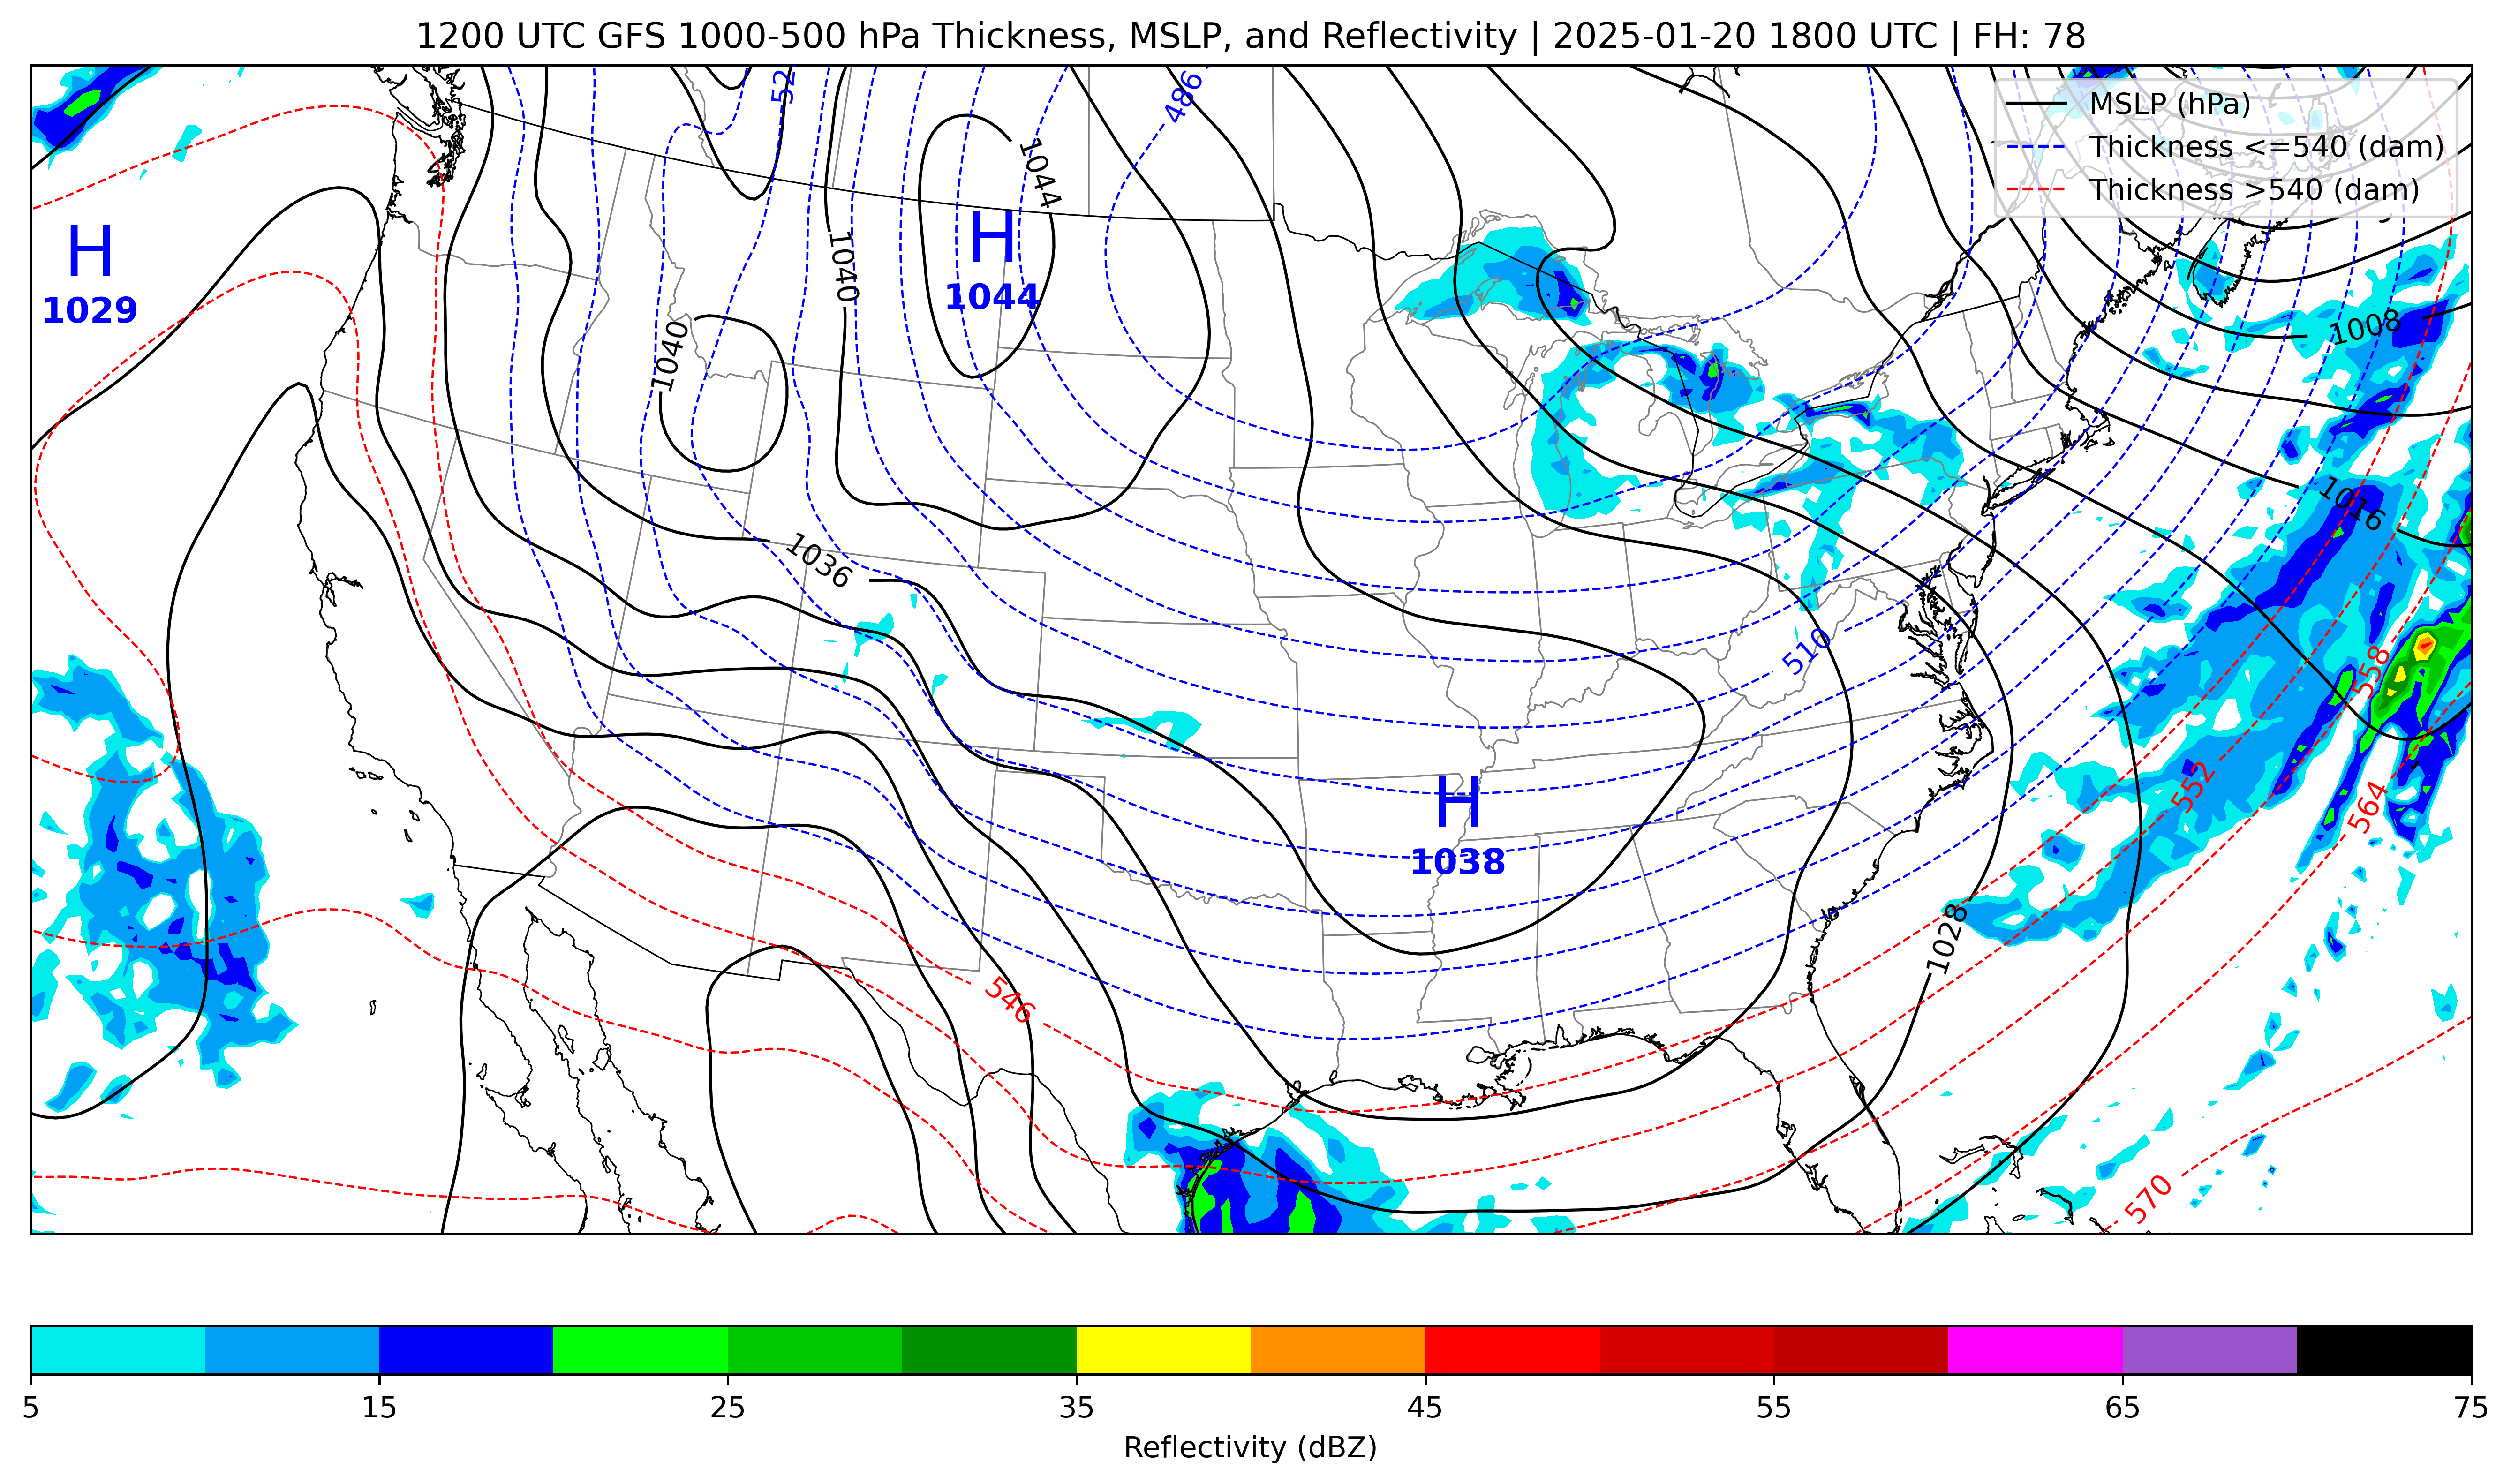 1200 UTC GFS 1000-500 hPa Thickness, MSLP, and Reflectivity | 2025-01-20 1800 UTC | FH: 78
MSLP (hPa)
Thickness <=540 (dam)
Thickness >540 (dam)
52
486
1044
H
1029
H
1044
1040
1040
1008
1016
1036
510
558
552
564
H
1038
1028
546
570
5 15 25 35 45 55 65 75
Reflectivity (dBZ)